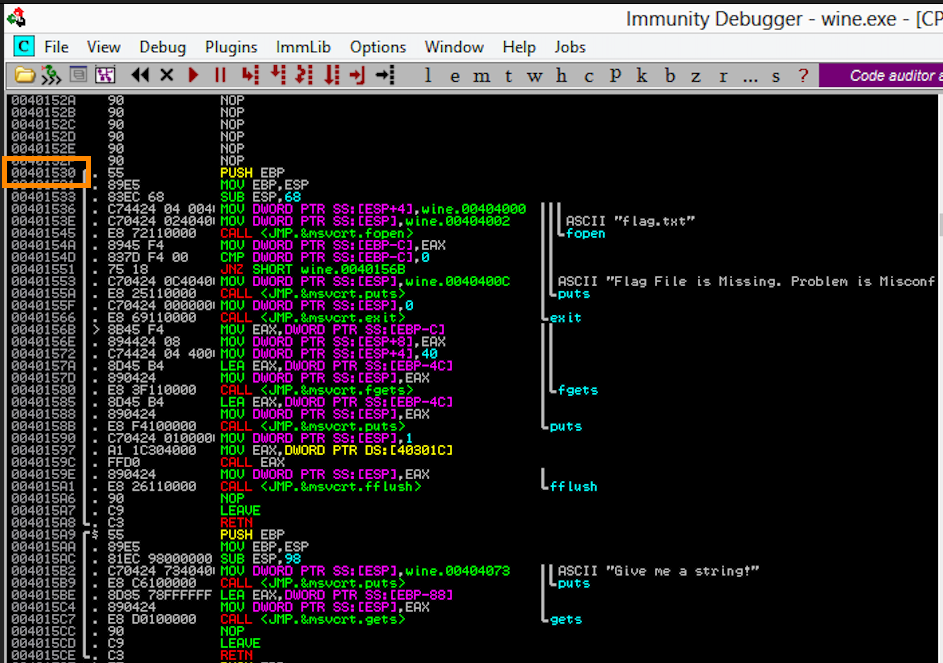 Immunity Debugger - wine.exe - [CP
C File View Debug Plugins ImmLib Options Window Help Jobs
l e m t w h c P k b z r ... s ? Code auditor a
0040152A 90 NOP
0040152B 90 NOP
0040152C 90 NOP
0040152D 90 NOP
0040152E 90 NOP
0040152F 90 NOP
00401530 . 55 PUSH EBP
00401531 . 89E5 MOV EBP,ESP
00401533 . 83EC 68 SUB ESP,68
00401536 . C74424 04 004 MOV DWORD PTR SS:[ESP+4],wine.00404000
0040153E . C70424 024040 MOV DWORD PTR SS:[ESP],wine.00404002 ASCII "flag.txt"
00401545 . E8 72110000 CALL <JMP.&msvcrt.fopen> fopen
0040154A . 8945 F4 MOV DWORD PTR SS:[EBP-C],EAX
0040154D . 837D F4 00 CMP DWORD PTR SS:[EBP-C],0
00401551 . 75 18 JNZ SHORT wine.0040156B
00401553 . C70424 0C4040 MOV DWORD PTR SS:[ESP],wine.0040400C ASCII "Flag File is Missing. Problem is Misconf
0040155A . E8 25110000 CALL <JMP.&msvcrt.puts> puts
0040155F . C70424 000000 MOV DWORD PTR SS:[ESP],0
00401566 . E8 69110000 CALL <JMP.&msvcrt.exit> exit
0040156B > 8B45 F4 MOV EAX,DWORD PTR SS:[EBP-C]
0040156E . 894424 08 MOV DWORD PTR SS:[ESP+8],EAX
00401572 . C74424 04 400 MOV DWORD PTR SS:[ESP+4],40
0040157A . 8D45 B4 LEA EAX,DWORD PTR SS:[EBP-4C]
0040157D . 890424 MOV DWORD PTR SS:[ESP],EAX
00401580 . E8 3F110000 CALL <JMP.&msvcrt.fgets> fgets
00401585 . 8D45 B4 LEA EAX,DWORD PTR SS:[EBP-4C]
00401588 . 890424 MOV DWORD PTR SS:[ESP],EAX
0040158B . E8 F4100000 CALL <JMP.&msvcrt.puts> puts
00401590 . C70424 010000 MOV DWORD PTR SS:[ESP],1
00401597 . A1 1C304000 MOV EAX,DWORD PTR DS:[40301C]
0040159C . FFD0 CALL EAX
0040159E . 890424 MOV DWORD PTR SS:[ESP],EAX
004015A1 . E8 26110000 CALL <JMP.&msvcrt.fflush> fflush
004015A6 . 90 NOP
004015A7 . C9 LEAVE
004015A8 . C3 RETN
004015A9 $ 55 PUSH EBP
004015AA . 89E5 MOV EBP,ESP
004015AC . 81EC 98000000 SUB ESP,98
004015B2 . C70424 734040 MOV DWORD PTR SS:[ESP],wine.00404073 ASCII "Give me a string!"
004015B9 . E8 C6100000 CALL <JMP.&msvcrt.puts> puts
004015BE . 8D85 78FFFFFF LEA EAX,DWORD PTR SS:[EBP-88]
004015C4 . 890424 MOV DWORD PTR SS:[ESP],EAX
004015C7 . E8 D0100000 CALL <JMP.&msvcrt.gets> gets
004015CC . 90 NOP
004015CD . C9 LEAVE
004015CE . C3 RETN